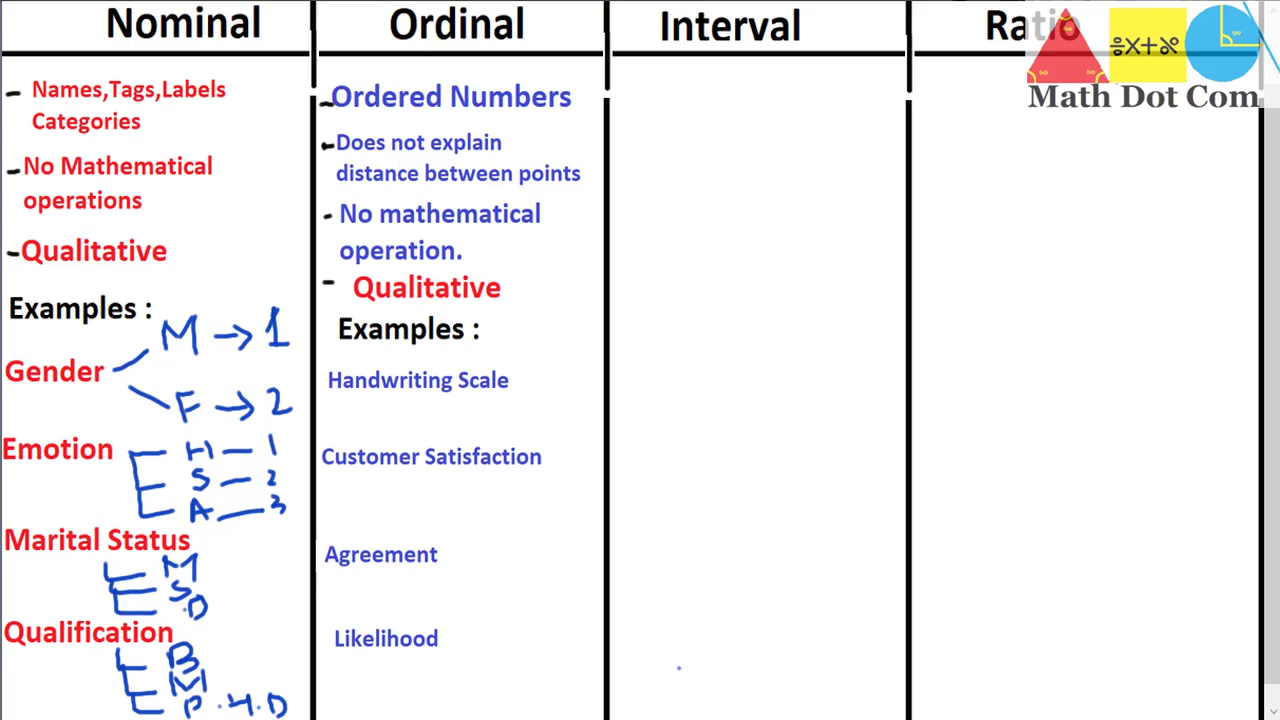 Nominal
Ordinal
Interval
Ratio
÷×+%
Math Dot Com
Names,Tags,Labels
Categories
No Mathematical
operations
Qualitative
Examples :
Gender
M → 1
F → 2
Emotion
H — 1
S — 2
A — 3
Marital Status
M
S
D
Qualification
B
M
P.H.D
Ordered Numbers
Does not explain
distance between points
No mathematical
operation.
Qualitative
Examples :
Handwriting Scale
Customer Satisfaction
Agreement
Likelihood